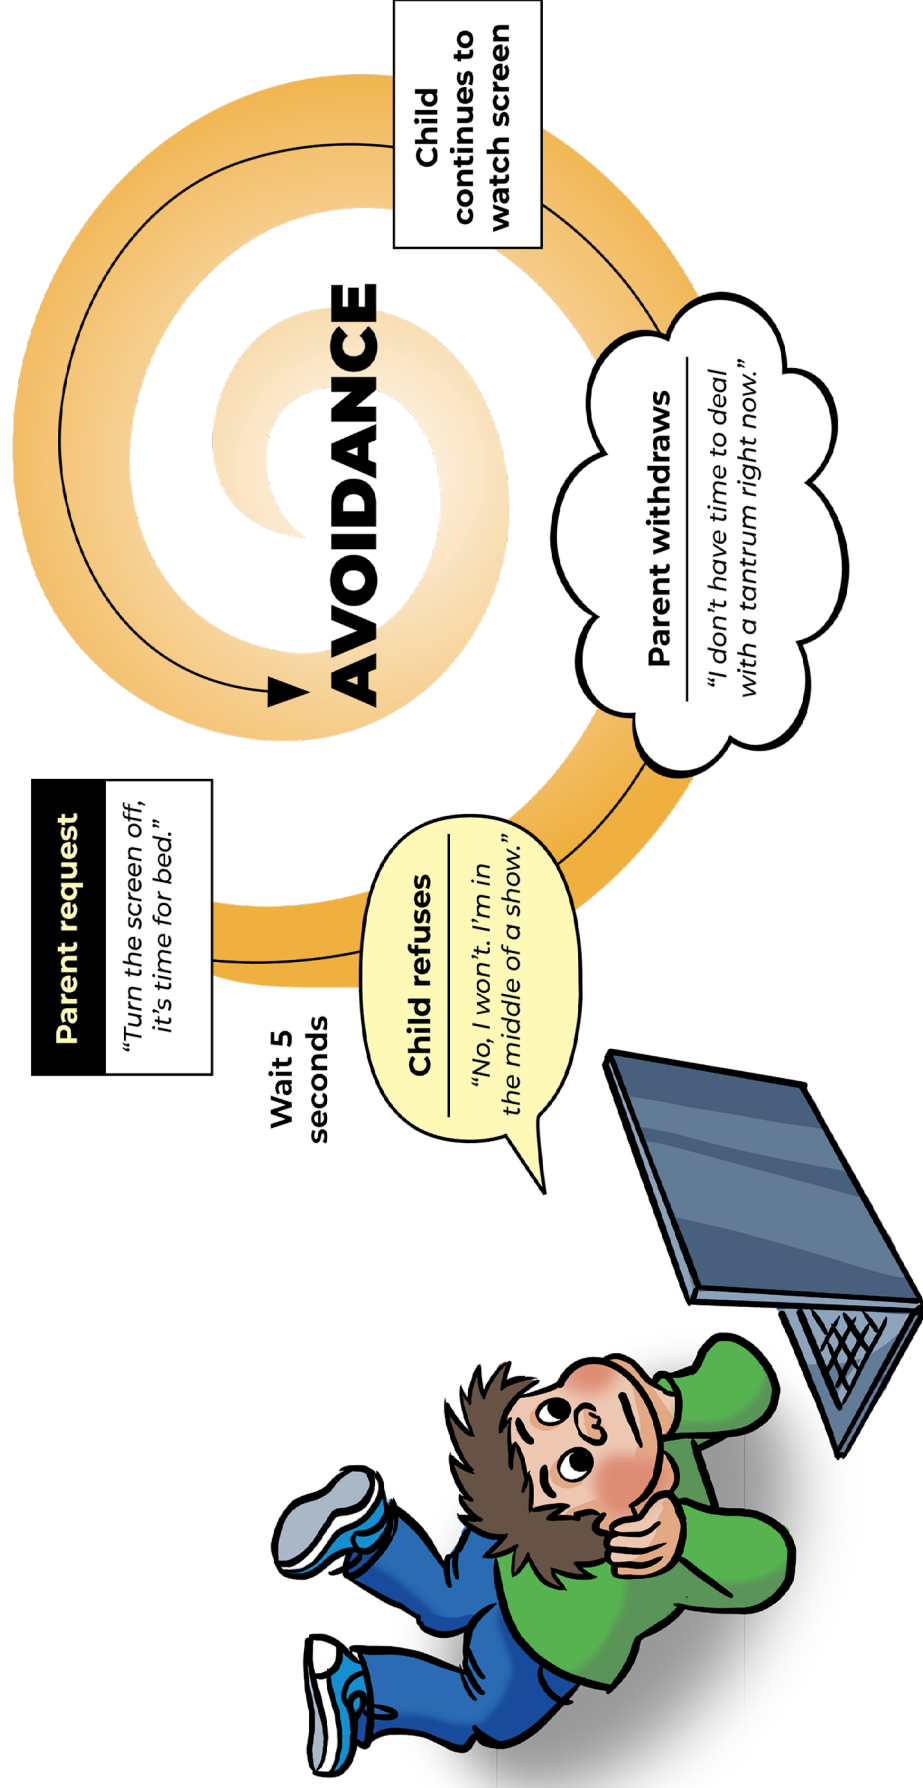 Parent request
“Turn the screen off,
it’s time for bed.”
Wait 5
seconds
Child refuses
“No, I won’t. I’m in
the middle of a show.”
Parent withdraws
“I don’t have time to deal
with a tantrum right now.”
Child
continues to
watch screen
AVOIDANCE